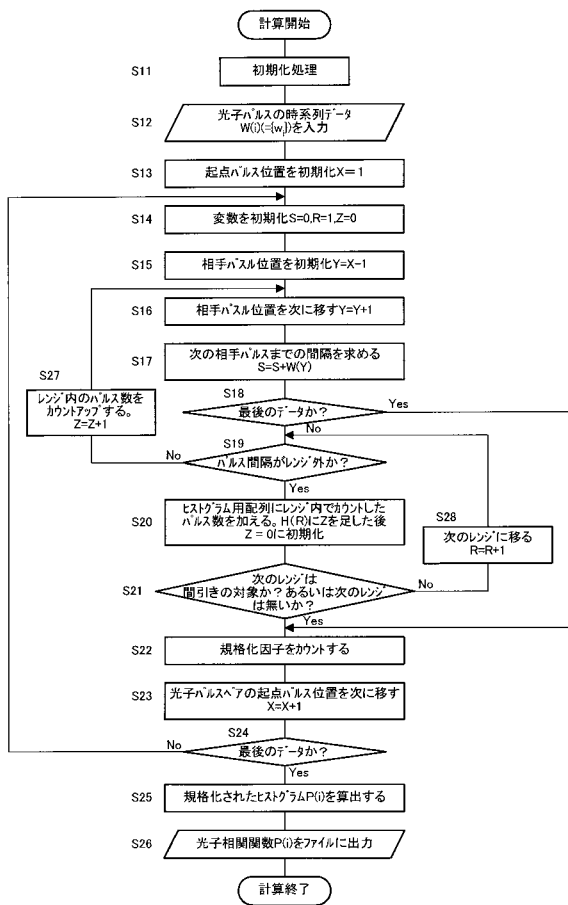 計算開始
S11
初期化処理
S12
光子パルスの時系列データ
W(i)(={wi})を入力
S13
起点パルス位置を初期化X=1
S14
変数を初期化S=0,R=1,Z=0
S15
相手パスル位置を初期化Y=X-1
S16
相手パスル位置を次に移すY=Y+1
S17
次の相手パルスまでの間隔を求める
S=S+W(Y)
S27
レンジ内のパルス数を
カウントアップする。
Z=Z+1
S18
最後のデータか?
Yes
No
S19
パルス間隔がレンジ外か?
No
Yes
S20
ヒストグラム用配列にレンジ内でカウントした
パルス数を加える。H(R)にZを足した後
Z = 0に初期化
S28
次のレンジに移る
R=R+1
S21
次のレンジは
間引きの対象か?あるいは次のレンジ
は無いか?
No
Yes
S22
規格化因子をカウントする
S23
光子パルスペアの起点パルス位置を次に移す
X=X+1
S24
最後のデータか?
No
Yes
S25
規格化されたヒストグラムP(i)を算出する
S26
光子相関関数P(i)をファイルに出力
計算終了